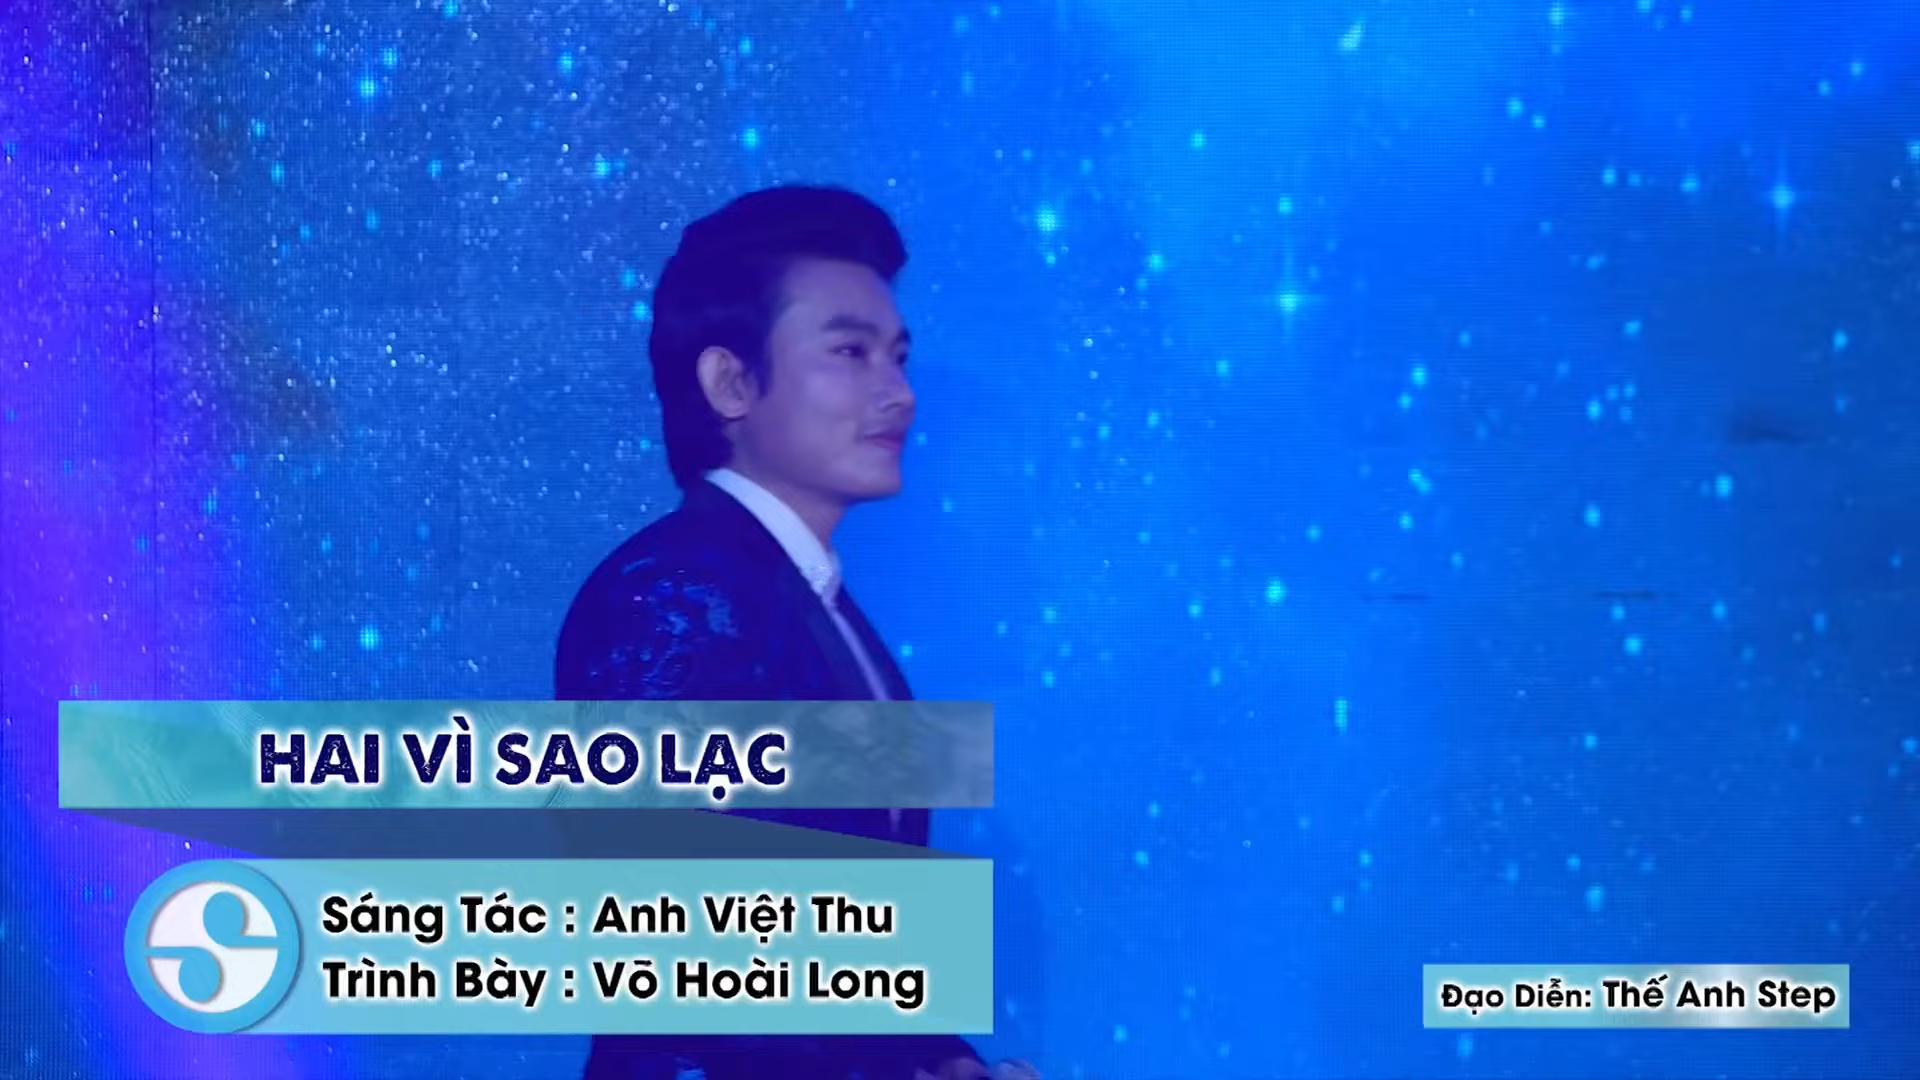 HAI VÌ SAO LẠC
Sáng Tác : Anh Việt Thu
Trình Bày : Võ Hoài Long
Đạo Diễn: Thế Anh Step